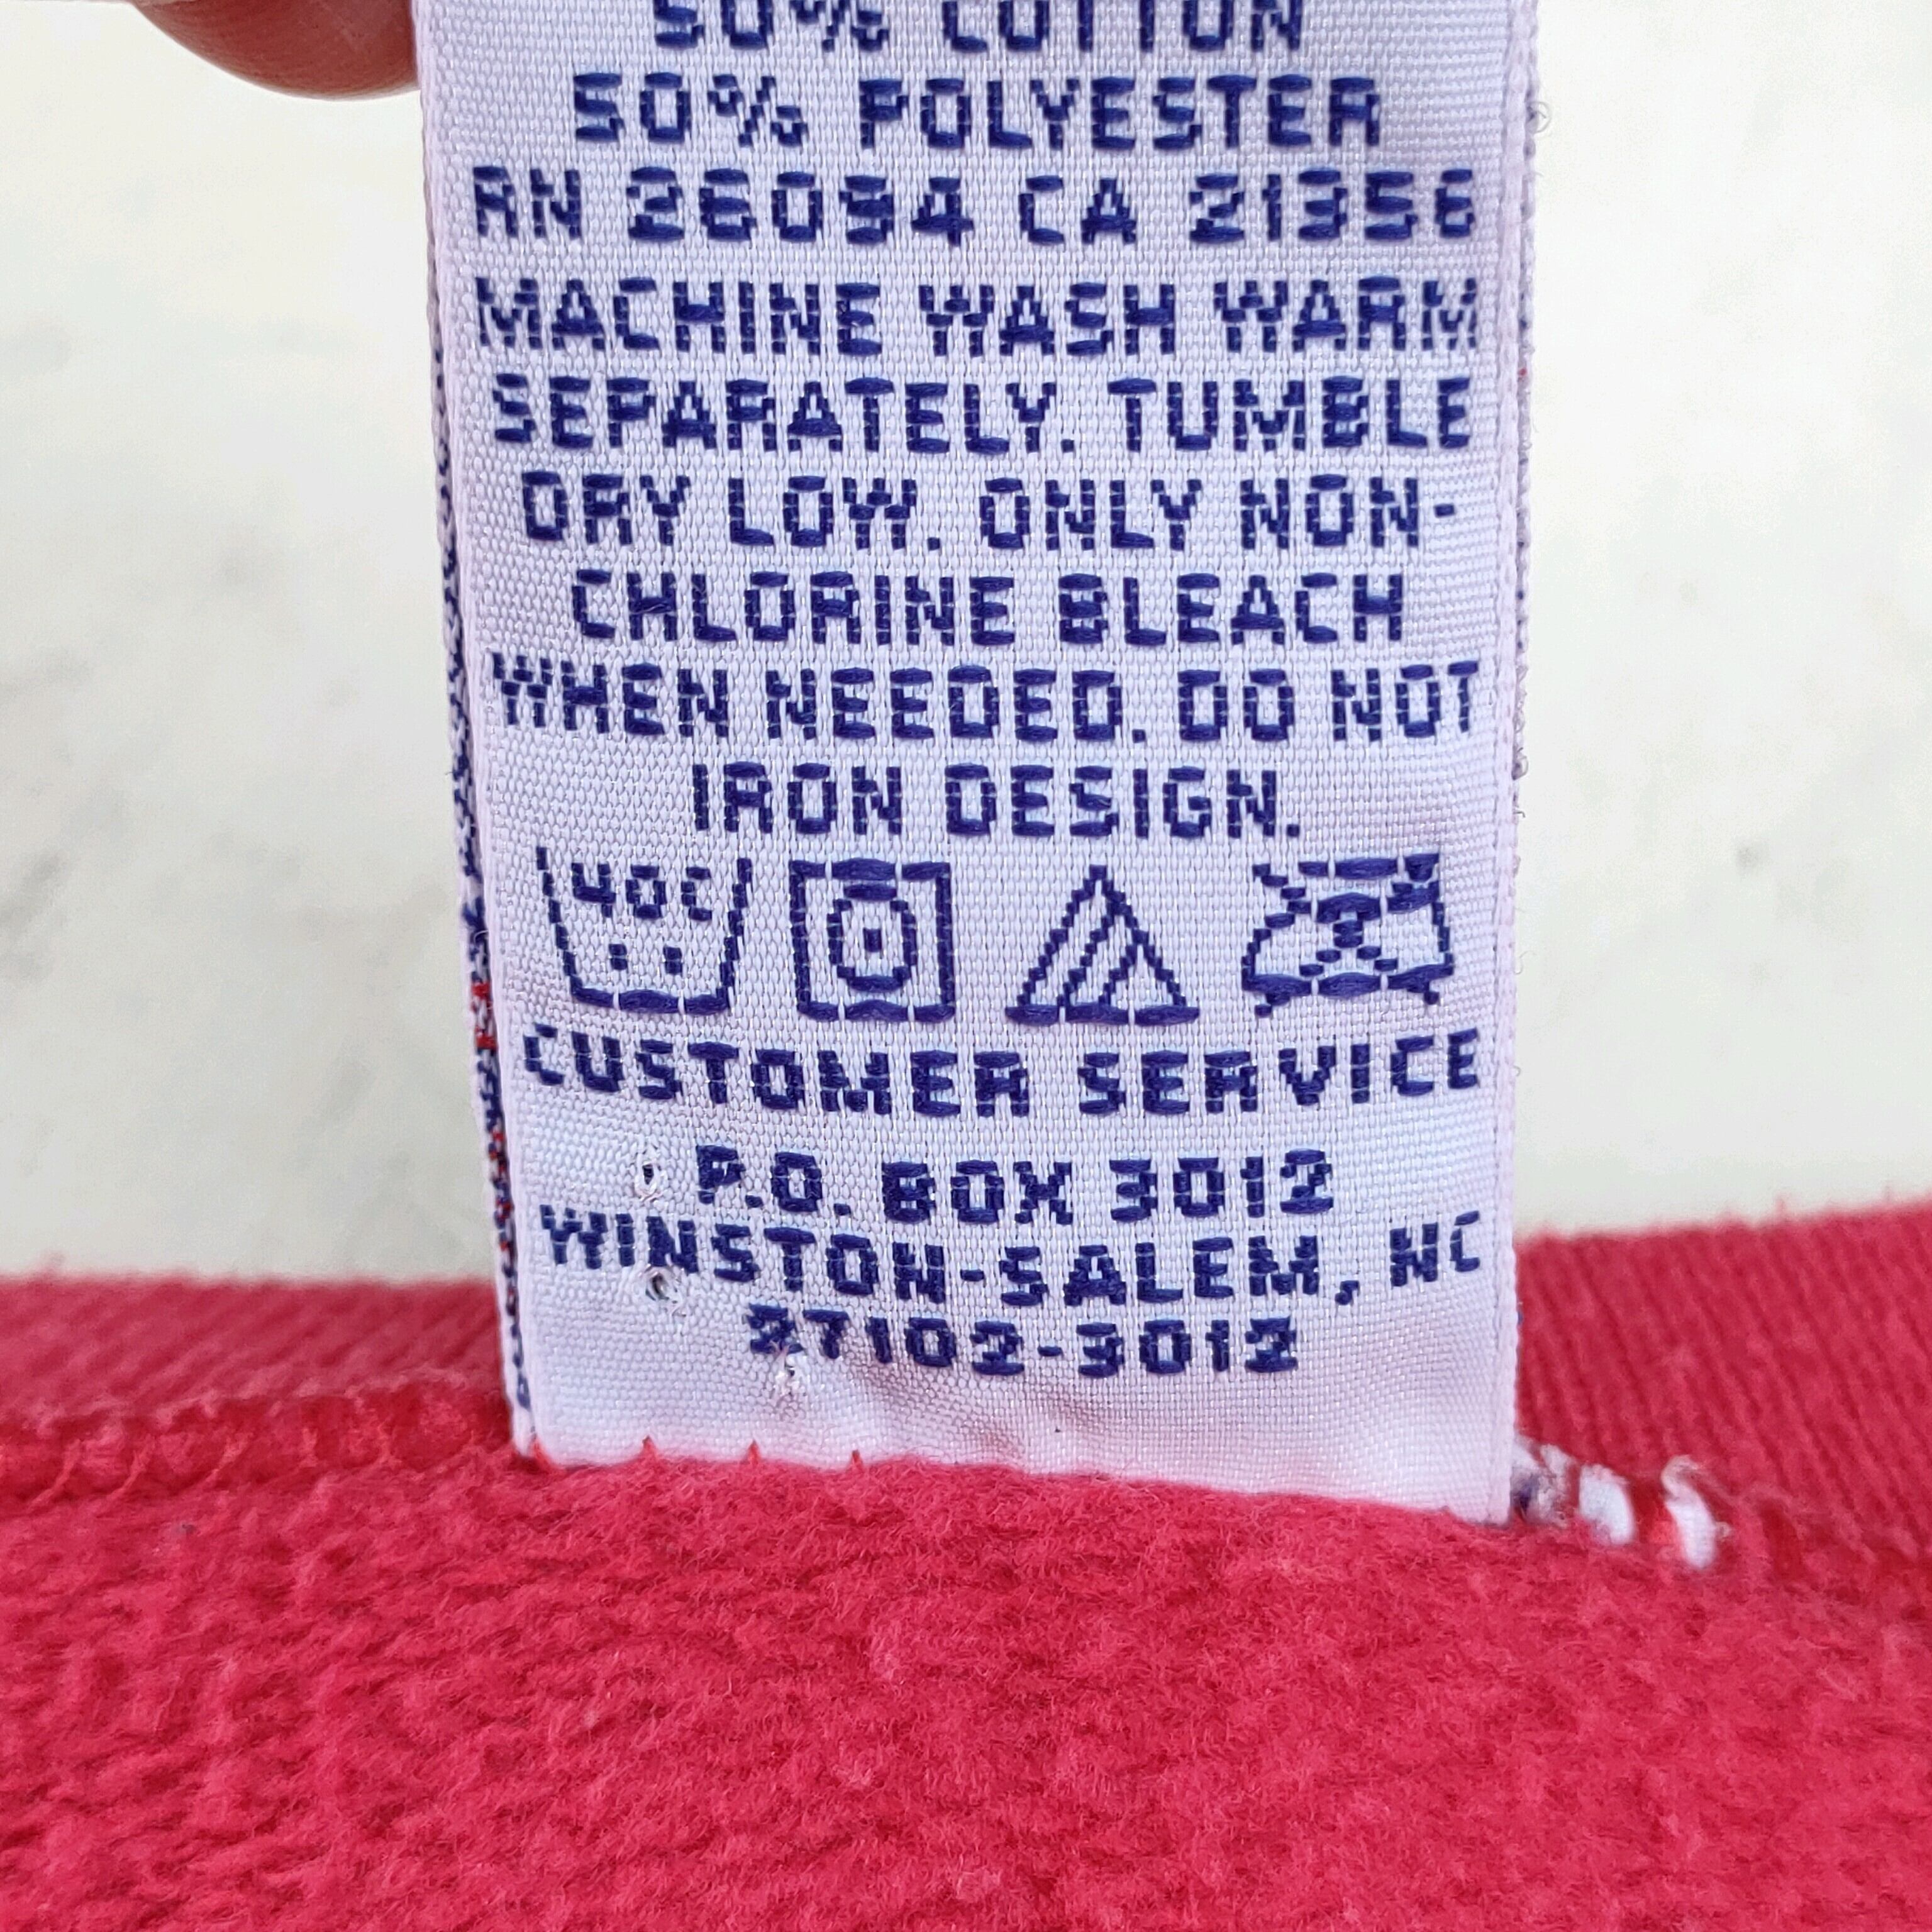 50% COTTON
50% POLYESTER
RN 26094 CA 21356
MACHINE WASH WARM
SEPARATELY. TUMBLE
DRY LOW. ONLY NON-
CHLORINE BLEACH
WHEN NEEDED. DO NOT
IRON DESIGN.
40C
CUSTOMER SERVICE
P.O. BOX 3012
WINSTON-SALEM, NC
27102-3012